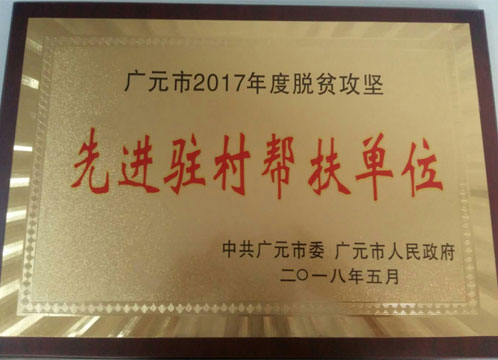 广元市2017年度脱贫攻坚
先进驻村帮扶单位
中共广元市委 广元市人民政府
二〇一八年五月